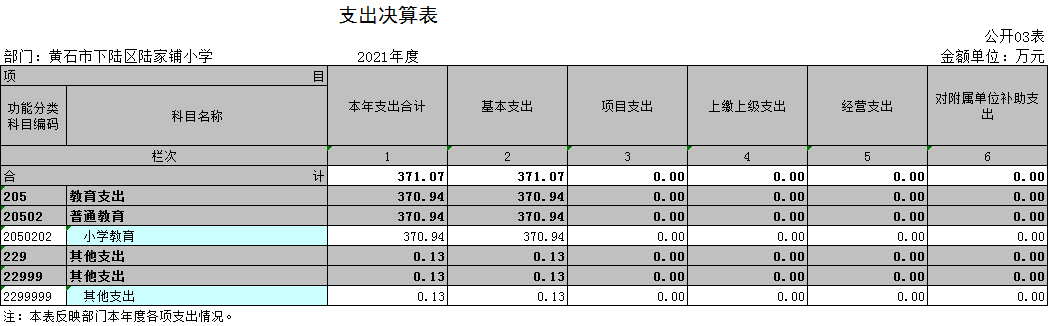 支出决算表
公开03表
部门：黄石市下陆区陆家铺小学 2021年度 金额单位：万元
项 目 本年支出合计 基本支出 项目支出 上缴上级支出 经营支出 对附属单位补助支出
功能分类科目编码 科目名称
栏次 1 2 3 4 5 6
合 计 371.07 371.07 0.00 0.00 0.00 0.00
205 教育支出 370.94 370.94 0.00 0.00 0.00 0.00
20502 普通教育 370.94 370.94 0.00 0.00 0.00 0.00
2050202 小学教育 370.94 370.94 0.00 0.00 0.00 0.00
229 其他支出 0.13 0.13 0.00 0.00 0.00 0.00
22999 其他支出 0.13 0.13 0.00 0.00 0.00 0.00
2299999 其他支出 0.13 0.13 0.00 0.00 0.00 0.00
注：本表反映部门本年度各项支出情况。